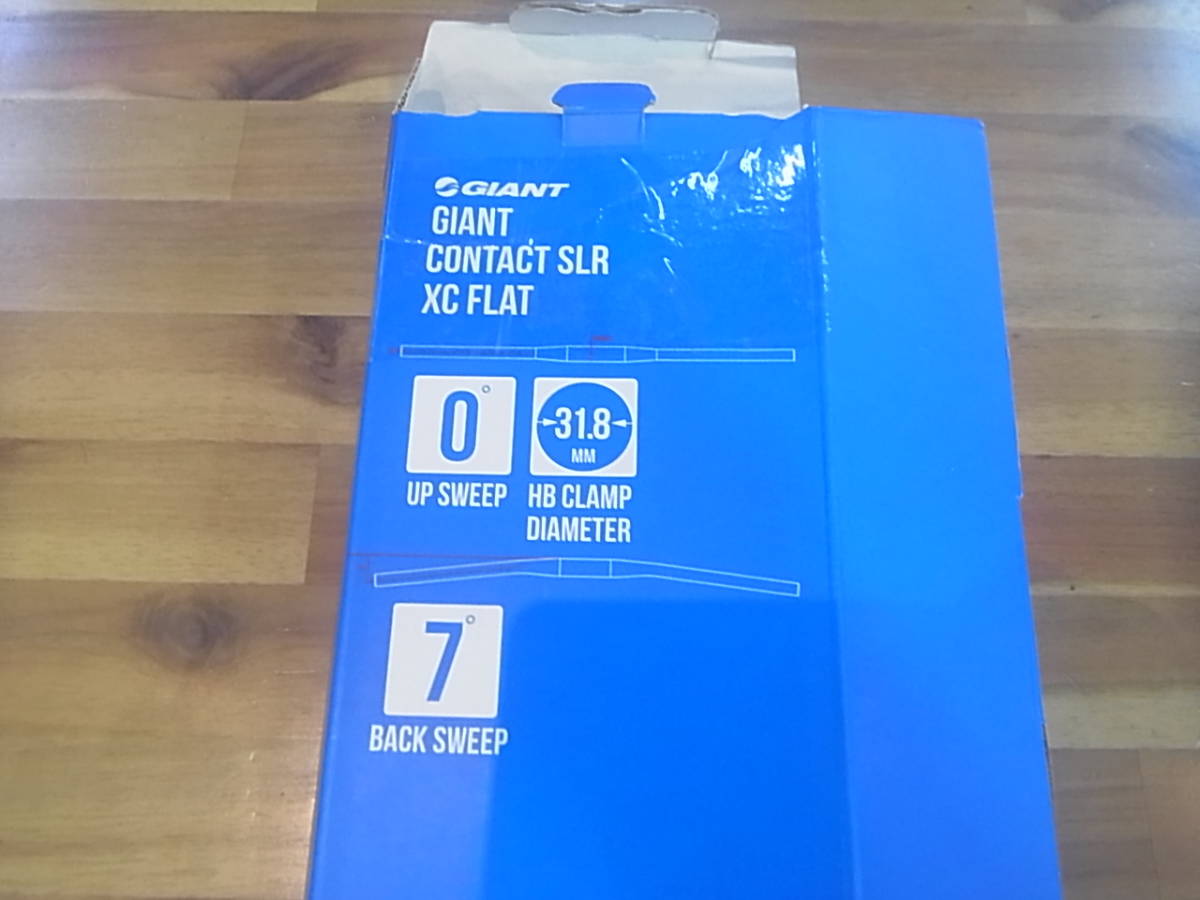 GIANT
GIANT
CONTACT SLR
XC FLAT
0°
31.8
MM
UP SWEEP
HB CLAMP
DIAMETER
7°
BACK SWEEP